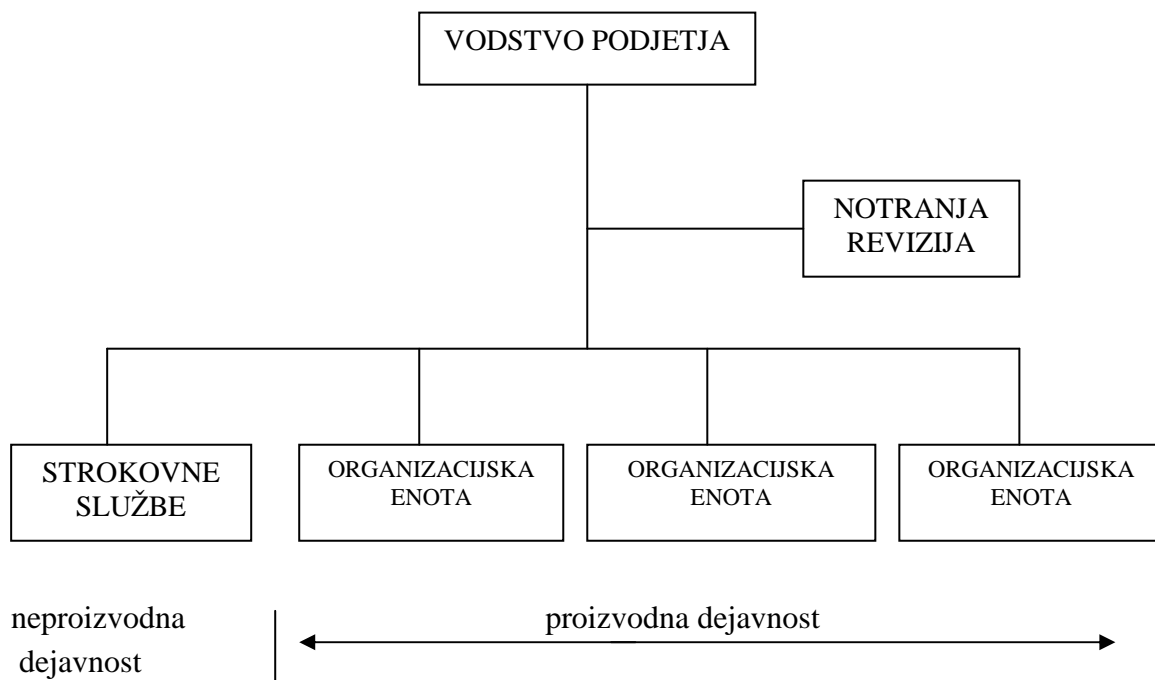 VODSTVO PODJETJA
NOTRANJA
REVIZIJA
STROKOVNE
SLUŽBE
ORGANIZACIJSKA
ENOTA
ORGANIZACIJSKA
ENOTA
ORGANIZACIJSKA
ENOTA
neproizvodna
dejavnost
proizvodna dejavnost